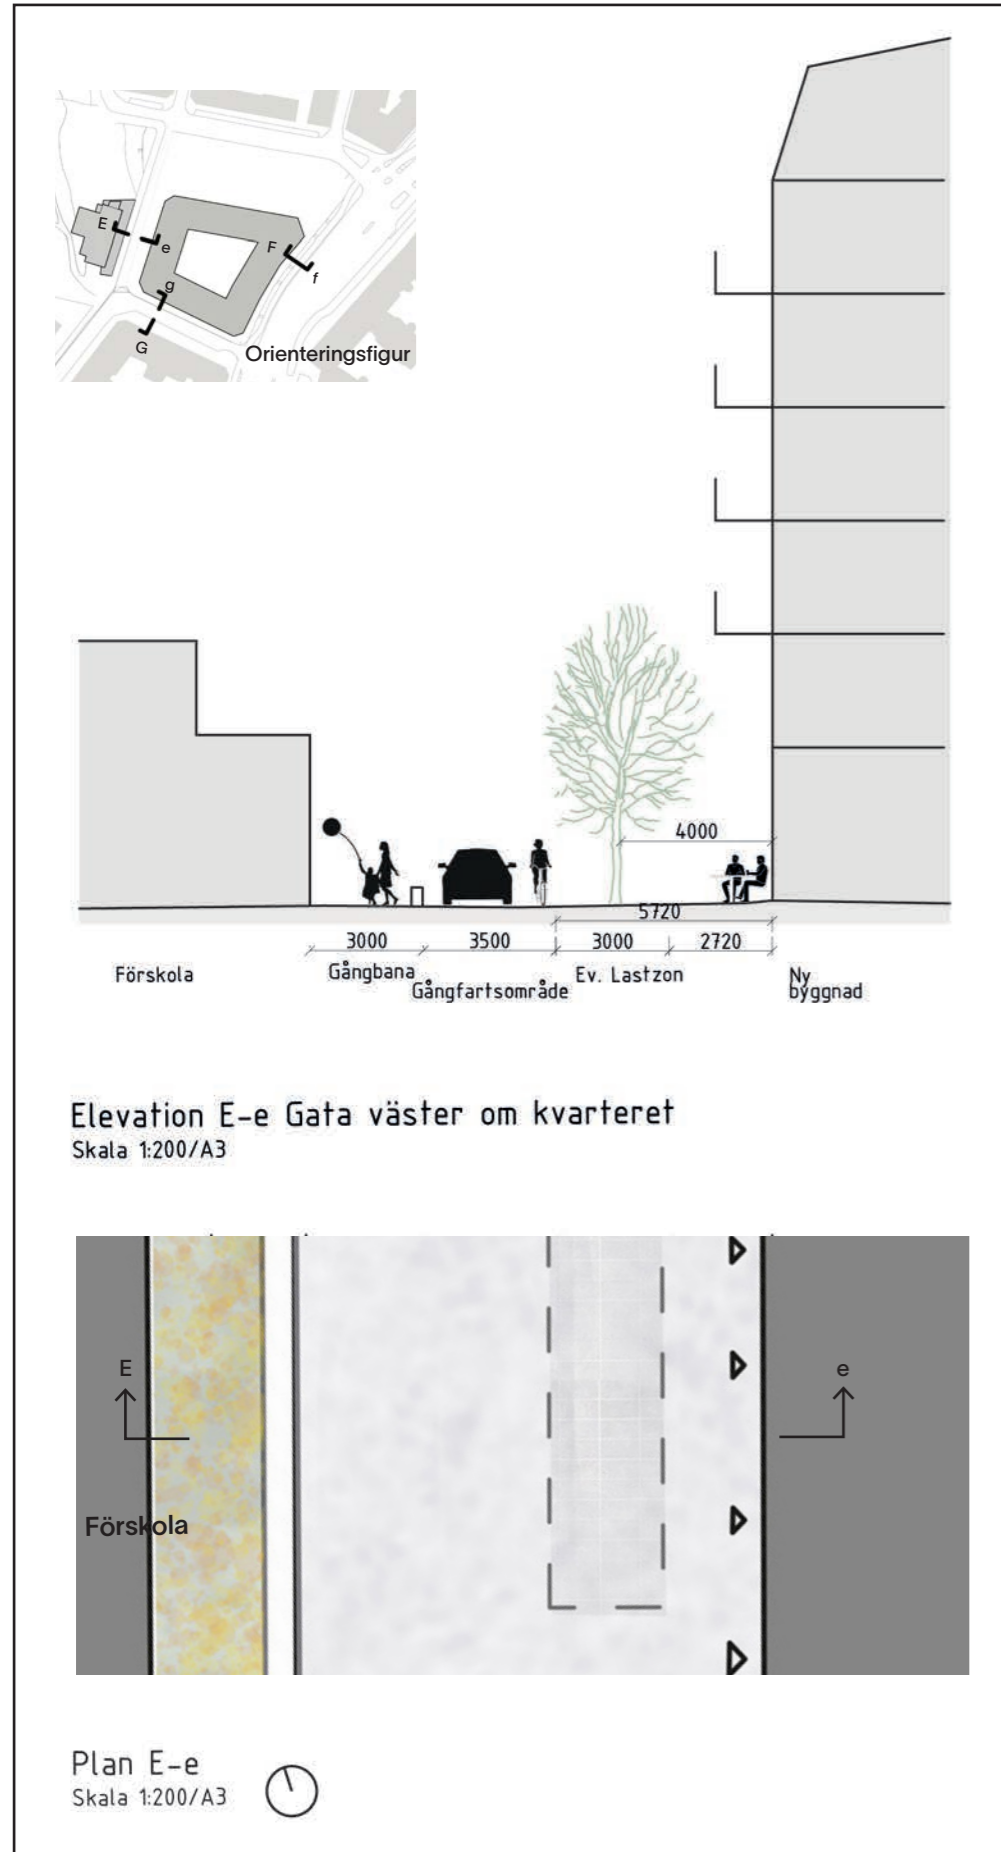 E
e
F
f
g
G
Orienteringsfigur
4000
5720
3000 3500 3000 2720
Förskola Gångbana Ev. Lastzon Ny
Gångfartsområde byggnad
Elevation E-e Gata väster om kvarteret
Skala 1:200/A3
E e
Förskola
Plan E-e
Skala 1:200/A3